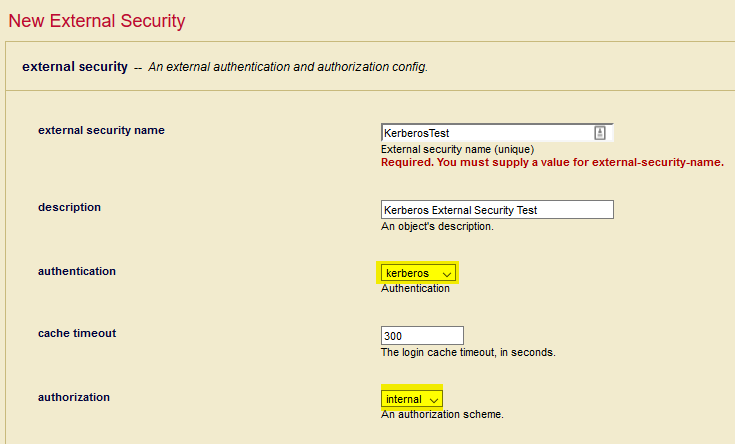 New External Security
external security -- An external authentication and authorization config.
external security name
KerberosTest
External security name (unique)
Required. You must supply a value for external-security-name.
description
Kerberos External Security Test
An object's description.
authentication
kerberos
Authentication
cache timeout
300
The login cache timeout, in seconds.
authorization
internal
An authorization scheme.